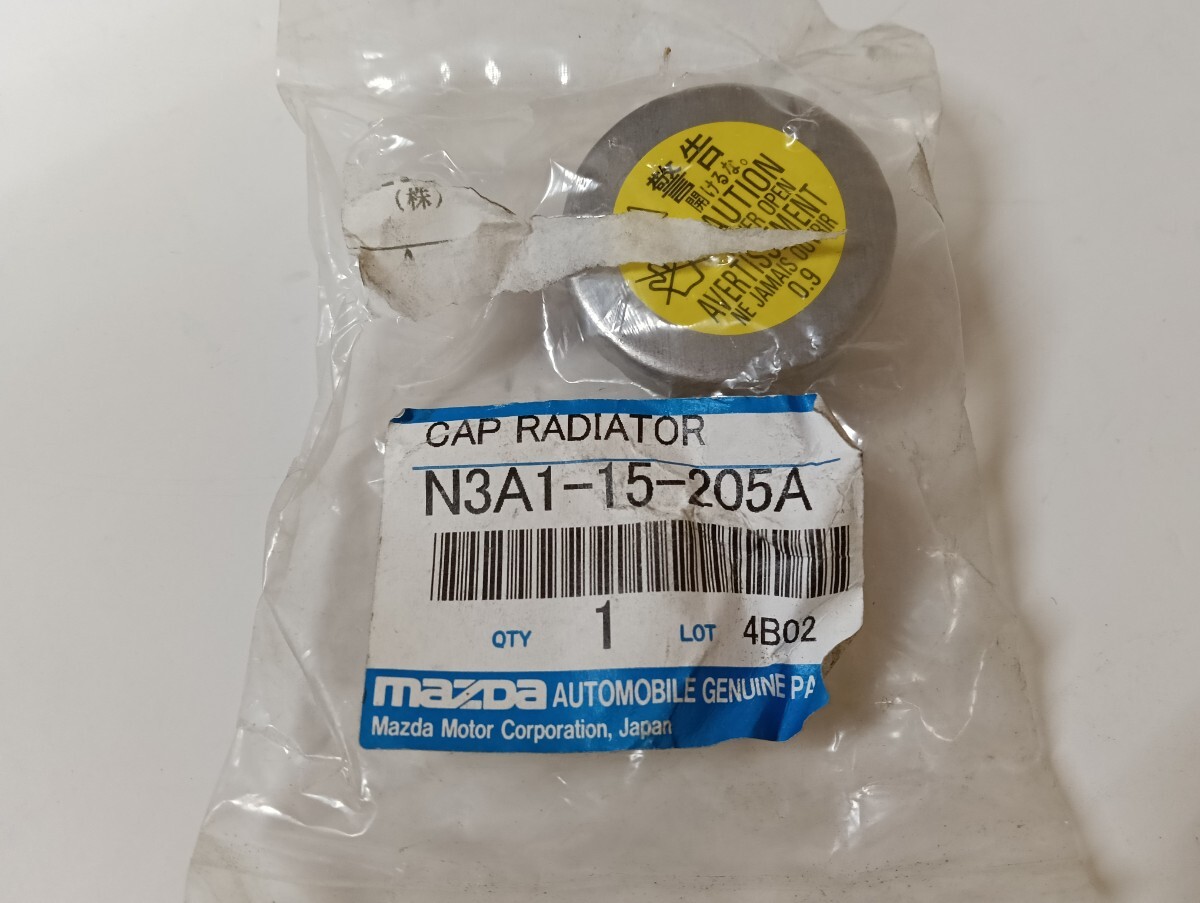 (株)
警告
開けるな。
CAUTION
NEVER OPEN
AVERTISSEMENT
NE JAMAIS OUVRIR
0.9
CAP RADIATOR
N3A1-15-205A
QTY 1 LOT 4B02
mazda AUTOMOBILE GENUINE PA
Mazda Motor Corporation, Japan